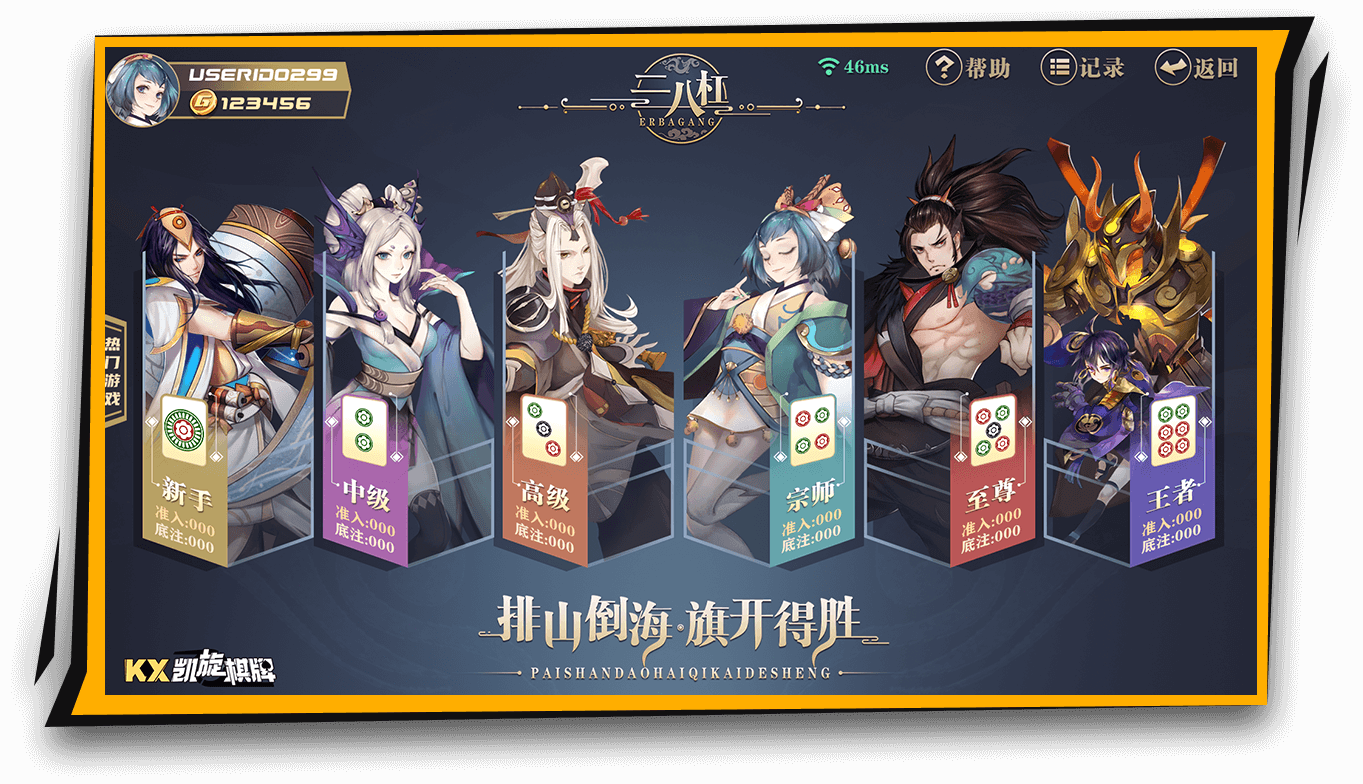 USERID0299
123456
二八杠
ERBAGANG
46ms
帮助
记录
返回
热门游戏
新手
准入:000
底注:000
中级
准入:000
底注:000
高级
准入:000
底注:000
宗师
准入:000
底注:000
至尊
准入:000
底注:000
王者
准入:000
底注:000
排山倒海·旗开得胜
PAISHANDAOHAIQIKAIDESHENG
KX凯旋棋牌